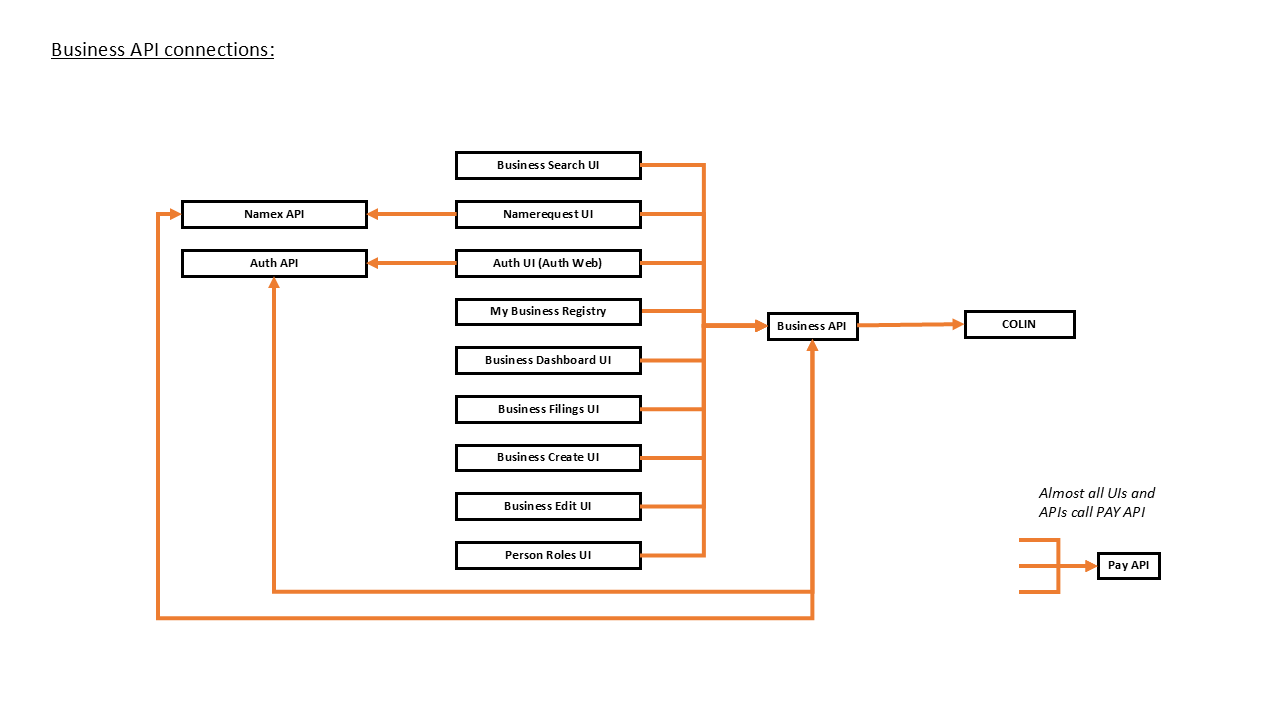 Business API connections:
Business Search UI
Namex API
Namerequest UI
Auth API
Auth UI (Auth Web)
My Business Registry
Business API
COLIN
Business Dashboard UI
Business Filings UI
Business Create UI
Business Edit UI
Person Roles UI
Almost all UIs and
APIs call PAY API
Pay API